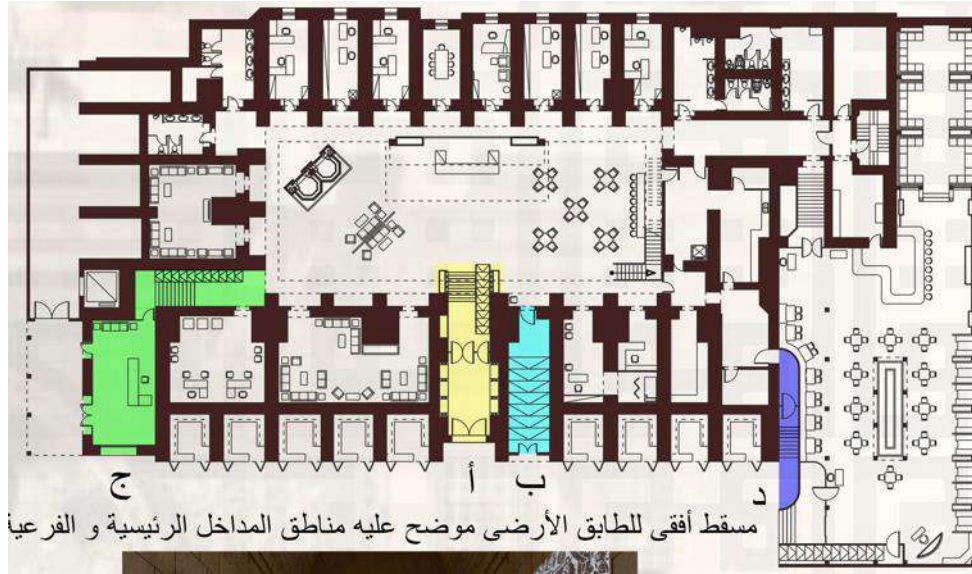 ج
أ
ب
د
مسقط أفقى للطابق الأرضى موضح عليه مناطق المداخل الرئيسية و الفرعية